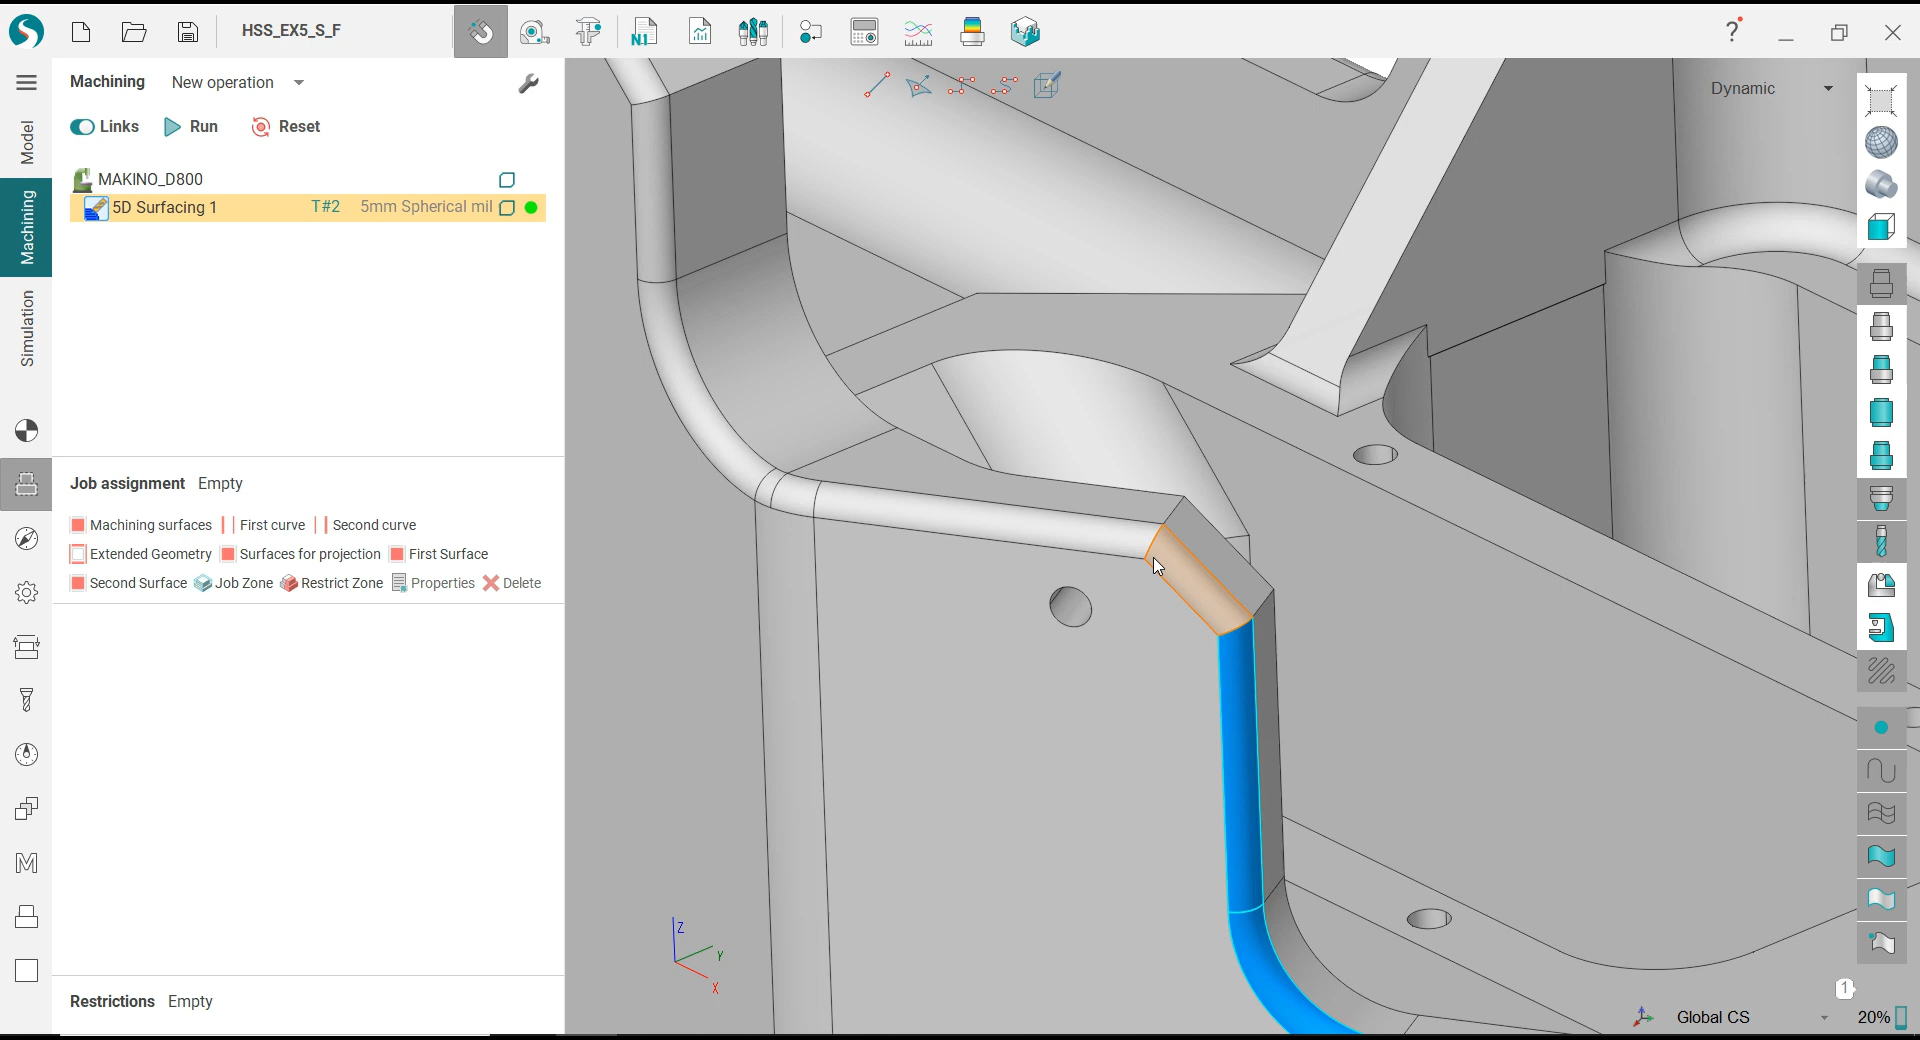 HSS_EX5_S_F
N1
?
Machining New operation
Links Run Reset
Model
Machining
Simulation
MAKINO_D800
5D Surfacing 1 T#2 5mm Spherical mil
Dynamic
Job assignment Empty
Machining surfaces First curve Second curve
Extended Geometry Surfaces for projection First Surface
Second Surface Job Zone Restrict Zone Properties Delete
M
Z
Y
X
Restrictions Empty
1
Global CS 20%